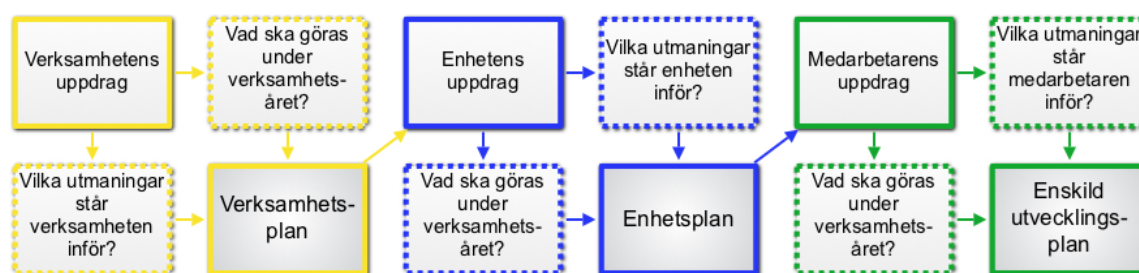 Verksamhetens
uppdrag
Vad ska göras
under
verksamhets-
året?
Enhetens
uppdrag
Vilka utmaningar
står enheten
inför?
Medarbetarens
uppdrag
Vilka utmaningar
står
medarbetaren
inför?
Vilka utmaningar
står
verksamheten
inför?
Verksamhets-
plan
Vad ska göras
under
verksamhets-
året?
Enhetsplan
Vad ska göras
under
verksamhets-
året?
Enskild
utvecklings-
plan